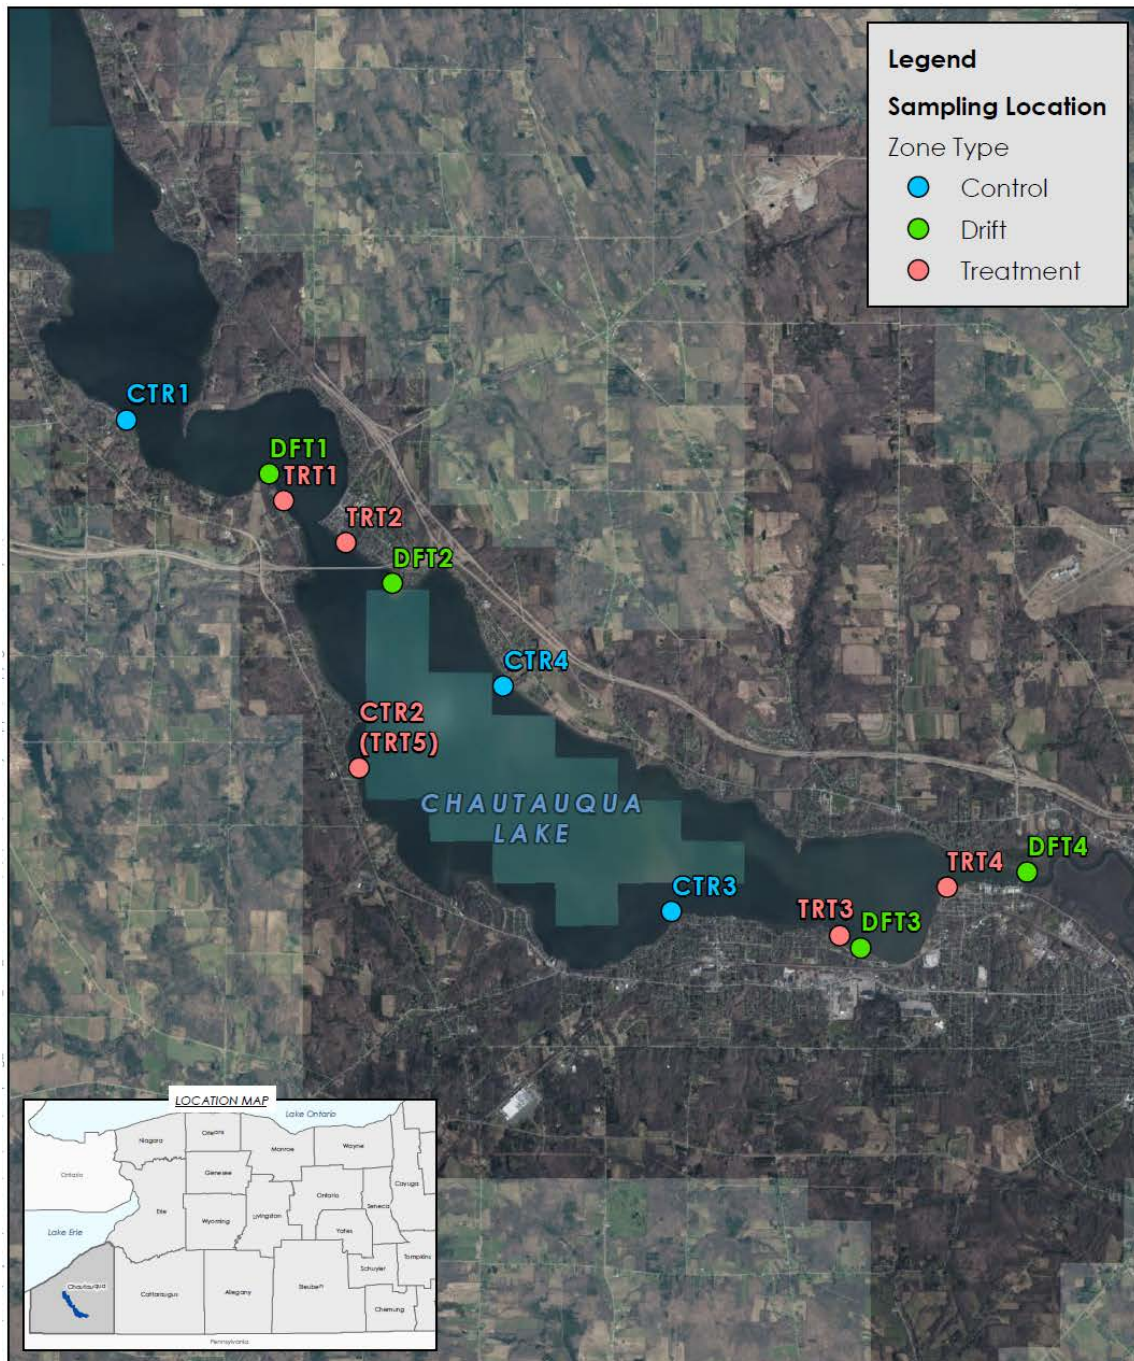 Legend
Sampling Location
Zone Type
Control
Drift
Treatment
CTR1
DFT1
TRT1
TRT2
DFT2
CTR4
CTR2
(TRT5)
CHAUTAUQUA
LAKE
CTR3
TRT3
DFT3
TRT4
DFT4
LOCATION MAP
Lake Ontario
Niagara
Orleans
Monroe
Wayne
Ontario
Genesee
Cayuga
Erie
Wyoming
Livingston
Ontario
Seneca
Yates
Lake Erie
Tompkins
Schuyler
Chautauqua
Cattaraugus
Allegany
Steuben
Chemung
Pennsylvania